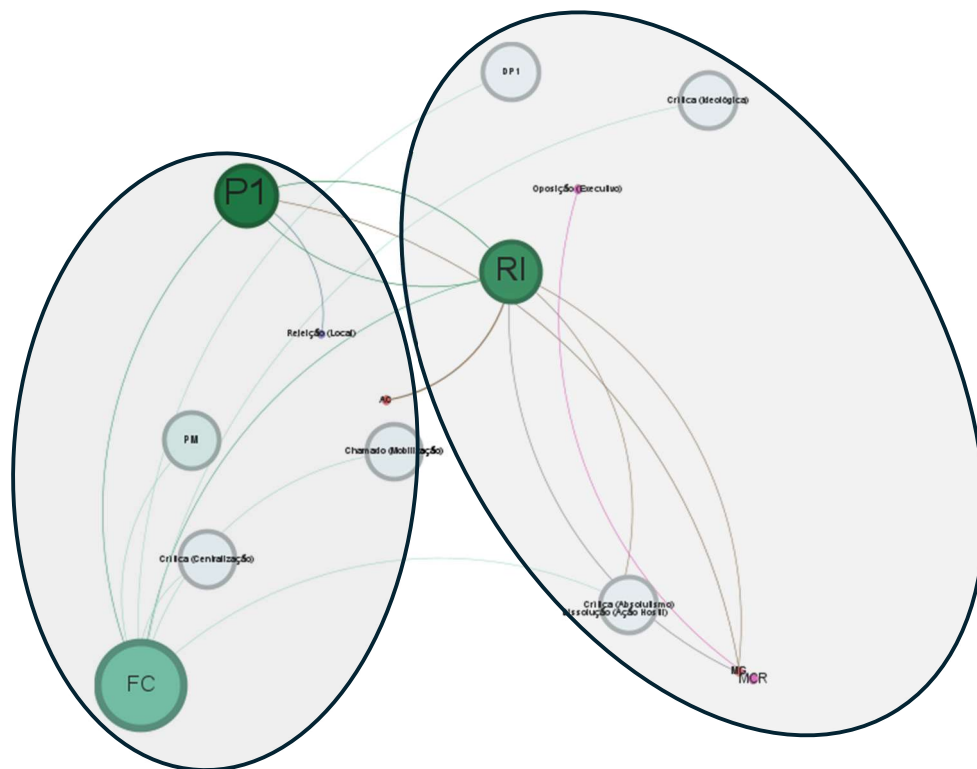 DP1
Crítica (Ideológica)
P1
Oposição (Executivo)
RI
Rejeição (Local)
AC
PM
Chamado (Mobilização)
Crítica (Centralização)
Crítica (Absolutismo)
Dissolução (Ação Hostil)
FC
MG
MCR